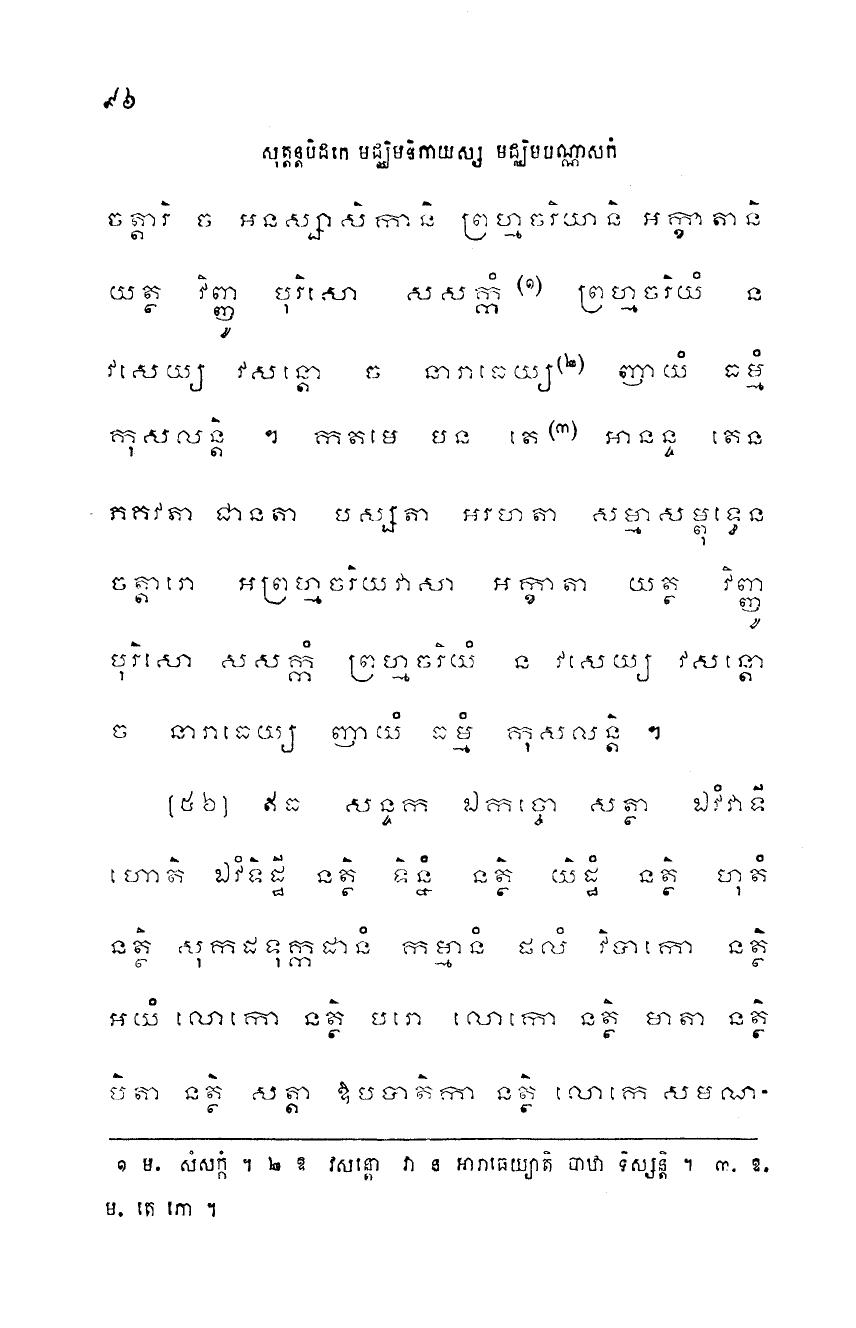 ៩៦
សុត្តន្តបិដកេ មជ្ឈិមនិកាយស្ស មជ្ឈិមបណ្ណាសកំ
ចត្តារិ ច អនស្សាសិកានិ ព្រហ្មចរិយានិ អក្ខាតានិ
យត្ថ វិញ្ញូ បុរិសោ សសក្កំ (១) ព្រហ្មចរិយំ ន
វសេយ្យ វសន្តោ ច នារាធេយ្យ(២) ញាយំ ធម្មំ
កុសលន្តិ ។ កតមេ បន តេ (៣) អានន្ទ តេន
ភគវតា ជានតា បស្សតា អរហតា សម្មាសម្ពុទ្ធេន
ចត្តារោ អព្រហ្មចរិយវាសា អក្ខាតា យត្ថ វិញ្ញូ
បុរិសោ សសក្កំ ព្រហ្មចរិយំ ន វសេយ្យ វសន្តោ
ច នារាធេយ្យ ញាយំ ធម្មំ កុសលន្តិ ។
[៥៦] ឥធ សន្ទក ឯកច្ចោ សត្ថា ឯវំវាទី
ហោតិ ឯវំទិដ្ឋី នត្ថិ ទិន្នំ នត្ថិ យិដ្ឋំ នត្ថិ ហុតំ
នត្ថិ សុកដទុក្កដានំ កម្មានំ ផលំ វិបាកោ នត្ថិ
អយំ លោកោ នត្ថិ បរោ លោកោ នត្ថិ មាតា នត្ថិ
បិតា នត្ថិ សត្តា ឱបបាតិកា នត្ថិ លោកេ សមណ-
១ ម. សំសក្កំ ។ ២ ឱ វសន្តោ វា ន អារាធេយ្យាតិ បាឋា ទិស្សន្តិ ។ ៣. ឱ.
ម. តេ ភោ ។